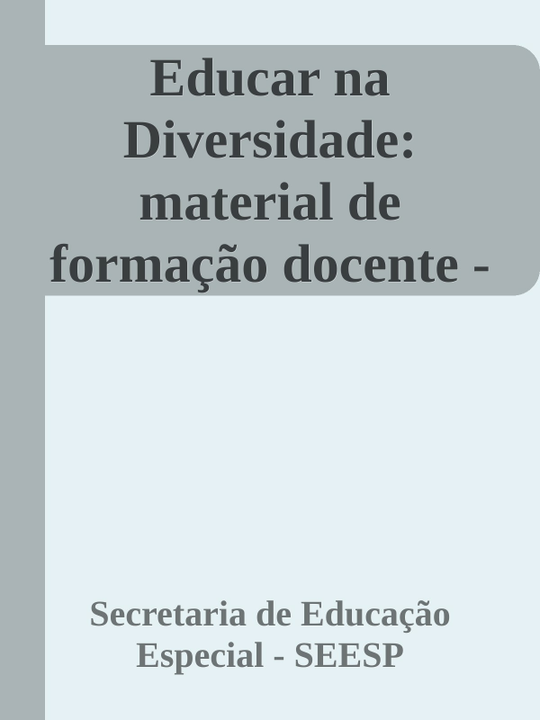 Educar na
Diversidade:
material de
formação docente -
Secretaria de Educação
Especial - SEESP